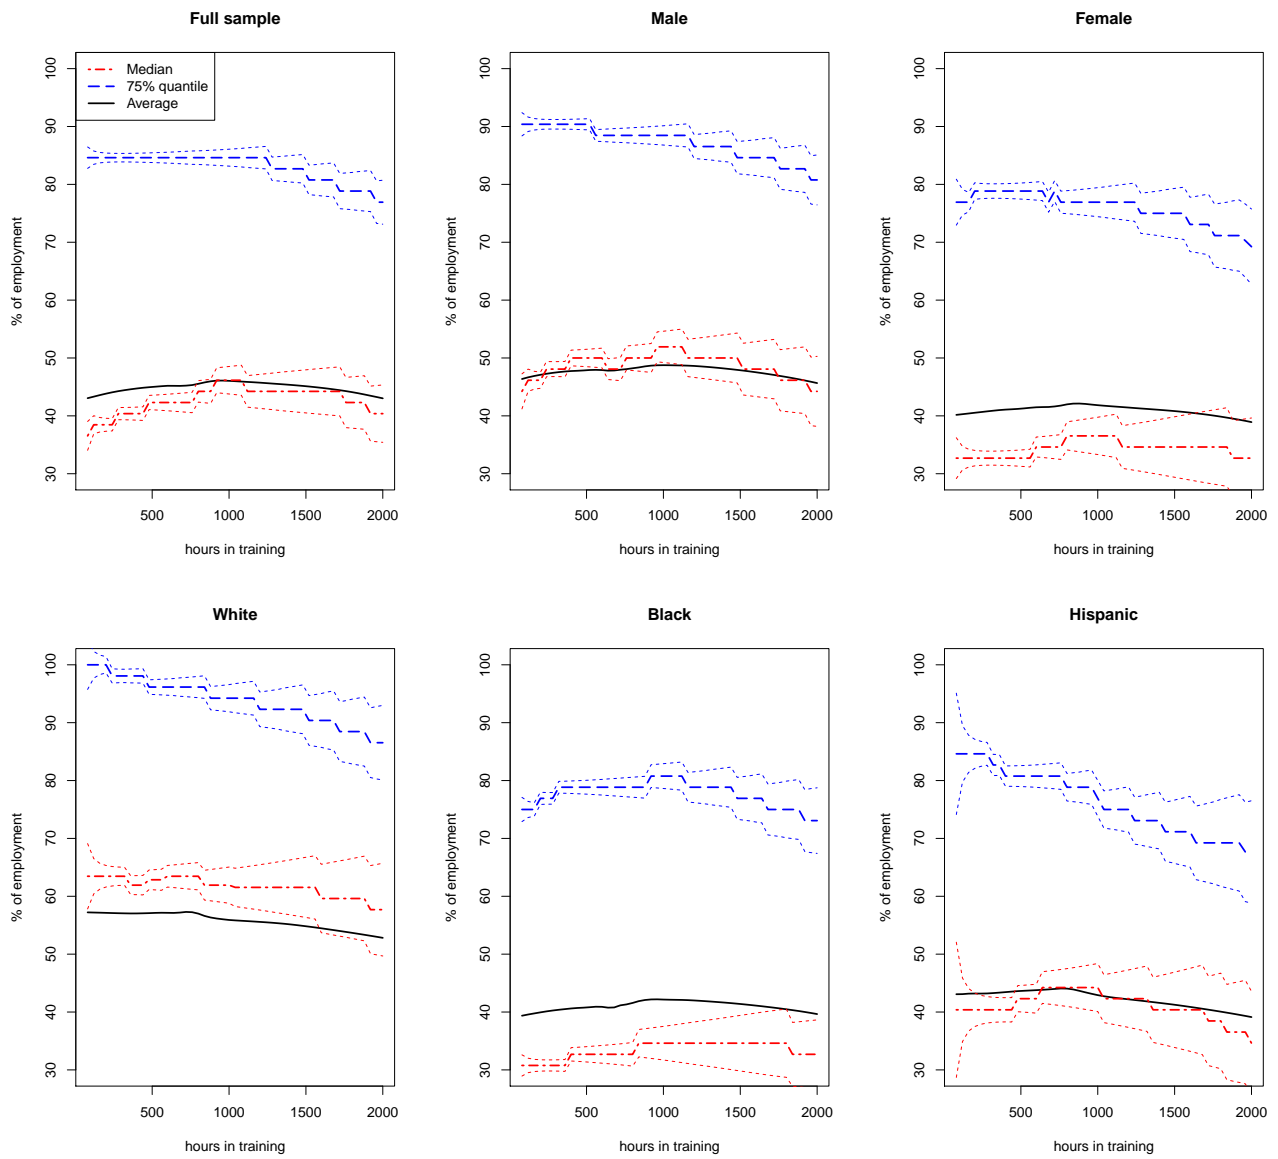 Full sample
Male
Female
Median
75% quantile
Average
% of employment
30 40 50 60 70 80 90 100
500 1000 1500 2000
hours in training
% of employment
30 40 50 60 70 80 90 100
500 1000 1500 2000
hours in training
% of employment
30 40 50 60 70 80 90 100
500 1000 1500 2000
hours in training
White
Black
Hispanic
% of employment
30 40 50 60 70 80 90 100
500 1000 1500 2000
hours in training
% of employment
30 40 50 60 70 80 90 100
500 1000 1500 2000
hours in training
% of employment
30 40 50 60 70 80 90 100
500 1000 1500 2000
hours in training